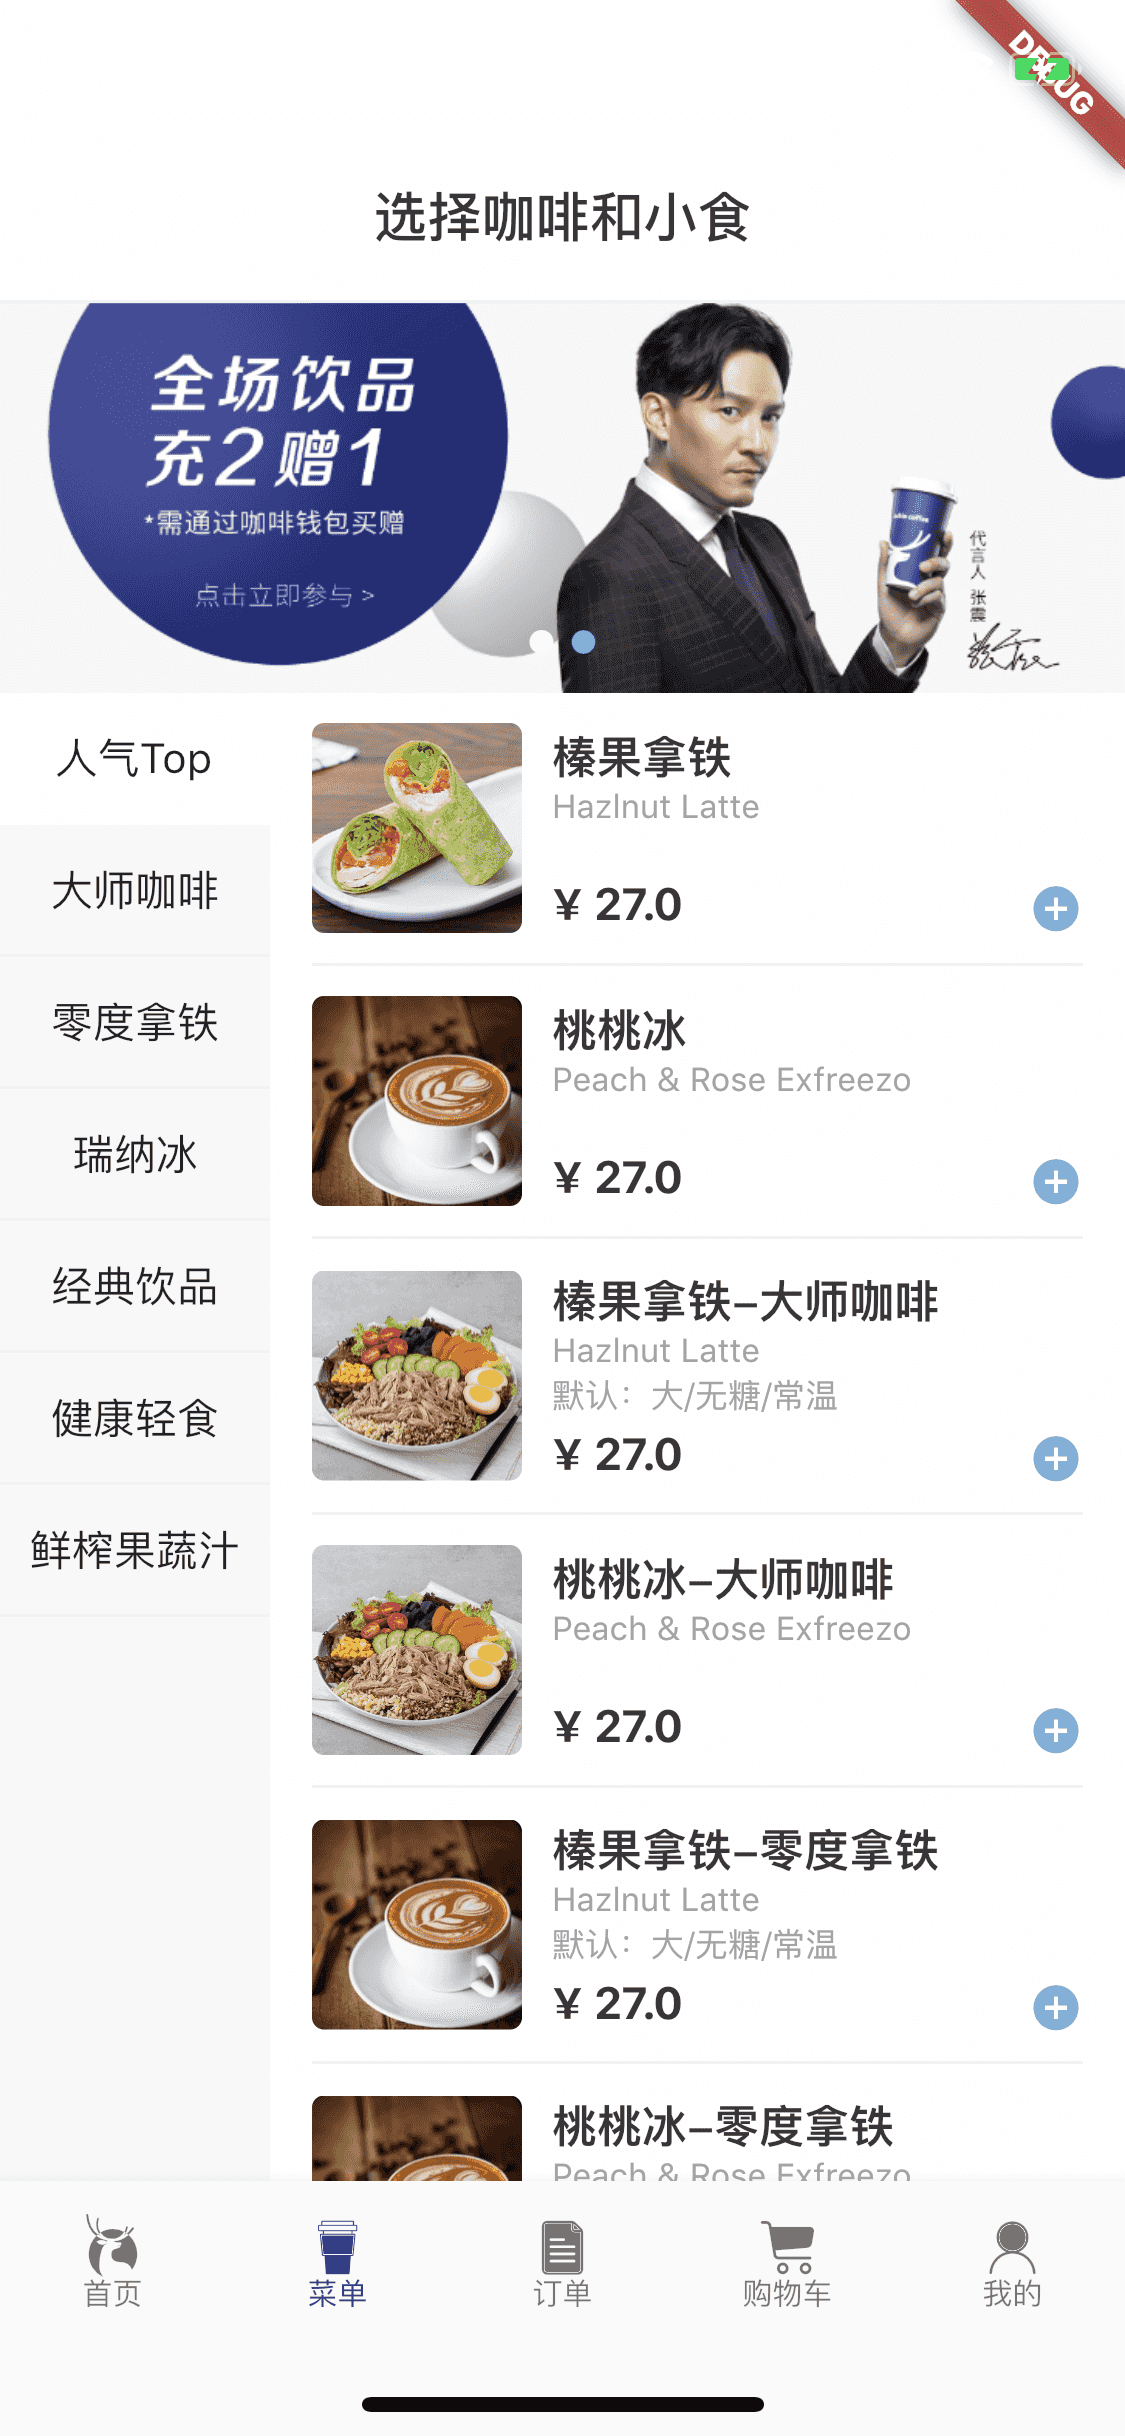 DEBUG
选择咖啡和小食
全场饮品
充2赠1
*需通过咖啡钱包买赠
点击立即参与 >
代言人 张震
人气Top
大师咖啡
零度拿铁
瑞纳冰
经典饮品
健康轻食
鲜榨果蔬汁
榛果拿铁
Hazlnut Latte
¥ 27.0
桃桃冰
Peach & Rose Exfreezo
¥ 27.0
榛果拿铁–大师咖啡
Hazlnut Latte
默认：大/无糖/常温
¥ 27.0
桃桃冰–大师咖啡
Peach & Rose Exfreezo
¥ 27.0
榛果拿铁–零度拿铁
Hazlnut Latte
默认：大/无糖/常温
¥ 27.0
桃桃冰–零度拿铁
Peach & Rose Exfreezo
首页
菜单
订单
购物车
我的